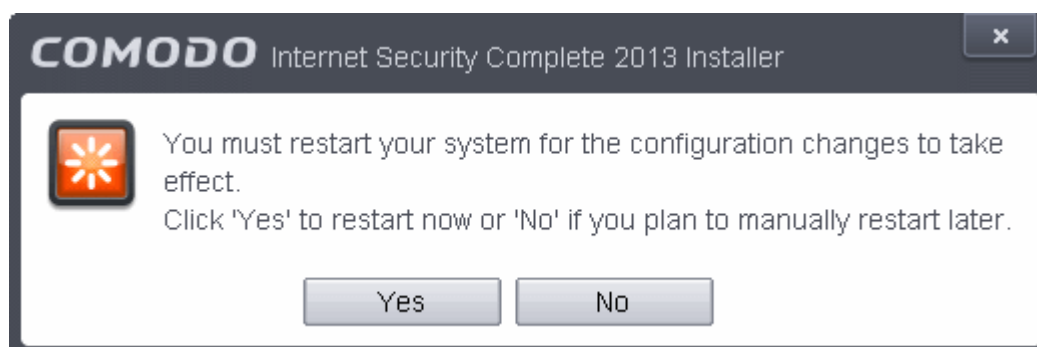 COMODO Internet Security Complete 2013 Installer
You must restart your system for the configuration changes to take
effect.
Click 'Yes' to restart now or 'No' if you plan to manually restart later.
Yes No